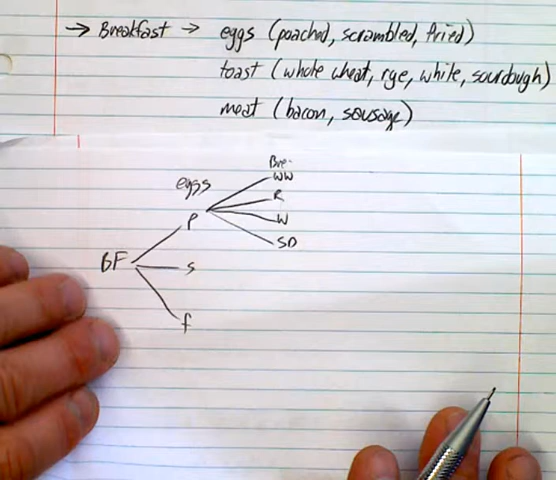 → Breakfast → eggs (poached, scrambled, fried)
toast (whole wheat, rye, white, sourdough)
meat (bacon, sausage)
Bre-
eggs
WW
R
P
W
SD
BF
s
f